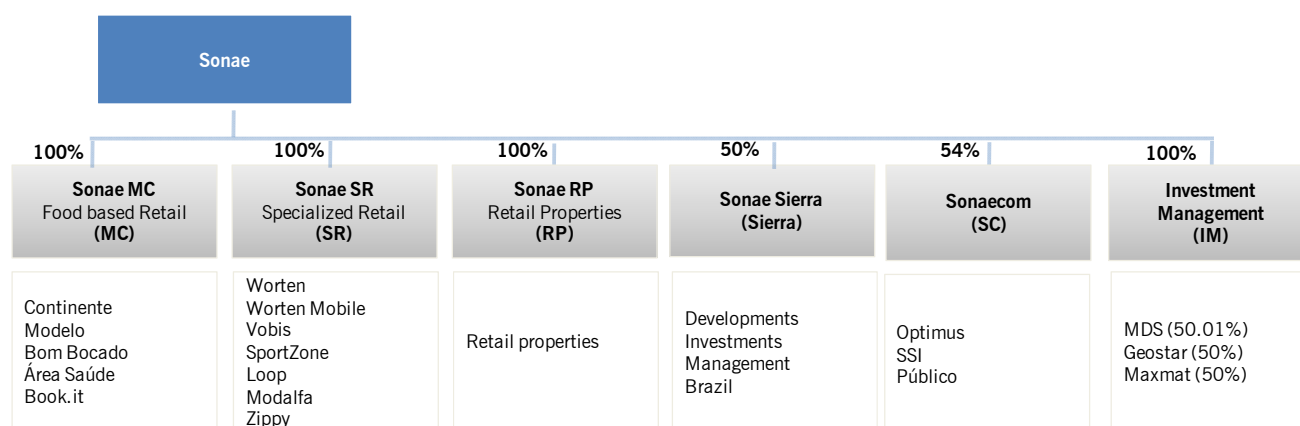 Sonae
100%
100%
100%
50%
54%
100%
Sonae MC
Food based Retail
(MC)
Sonae SR
Specialized Retail
(SR)
Sonae RP
Retail Properties
(RP)
Sonae Sierra
(Sierra)
Sonaecom
(SC)
Investment
Management
(IM)
Continente
Modelo
Bom Bocado
Área Saúde
Book.it
Worten
Worten Mobile
Vobis
SportZone
Loop
Modalfa
Zippy
Retail properties
Developments
Investments
Management
Brazil
Optimus
SSI
Público
MDS (50.01%)
Geostar (50%)
Maxmat (50%)